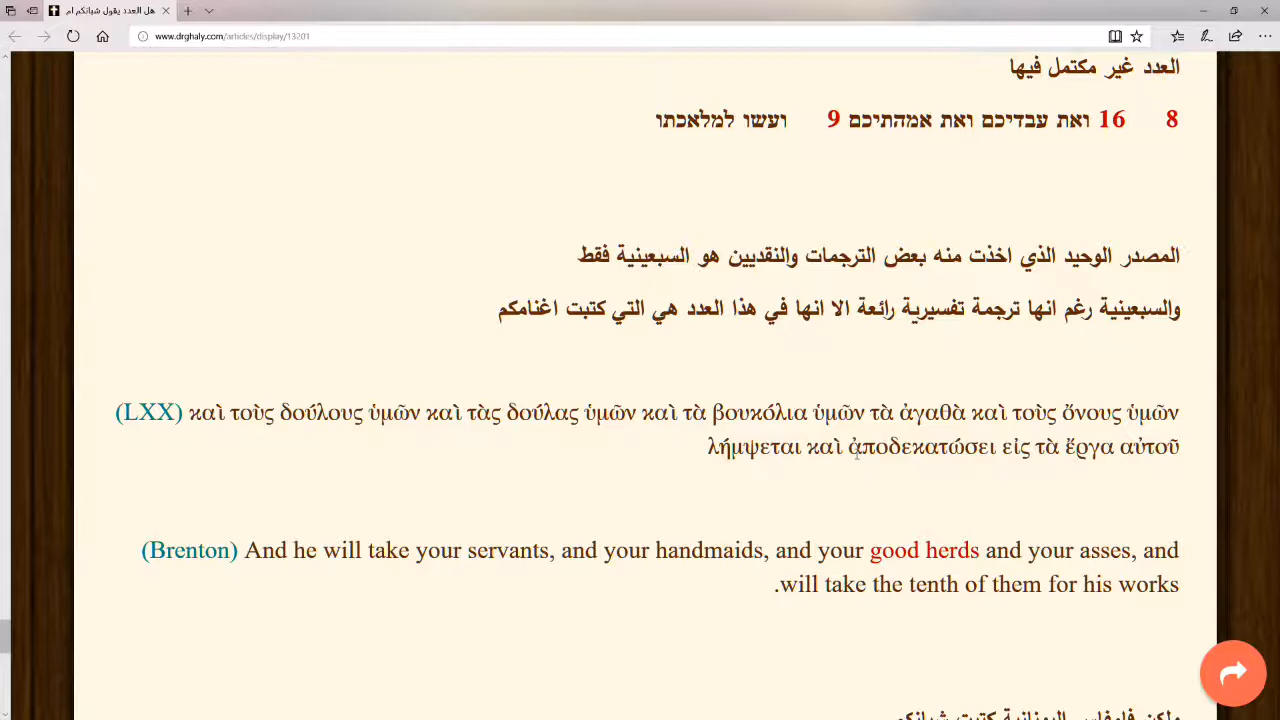 هل العدد يقول شبانكم ام
www.drghaly.com/articles/display/13201
العدد غير مكتمل فيها
8 16 ואת עבדיכם ואת אמהתיכם 9 ועשו למלאכתו
المصدر الوحيد الذي اخذت منه بعض الترجمات والنقديين هو السبعينية فقط
والسبعينية رغم انها ترجمة تفسيرية رائعة الا انها في هذا العدد هي التي كتبت اغنامكم
(LXX) καὶ τοὺς δούλους ὑμῶν καὶ τὰς δούλας ὑμῶν καὶ τὰ βουκόλια ὑμῶν τὰ ἀγαθὰ καὶ τοὺς ὄνους ὑμῶν
λήμψεται καὶ ἀποδεκατώσει εἰς τὰ ἔργα αὐτοῦ
(Brenton) And he will take your servants, and your handmaids, and your good herds and your asses, and
.will take the tenth of them for his works